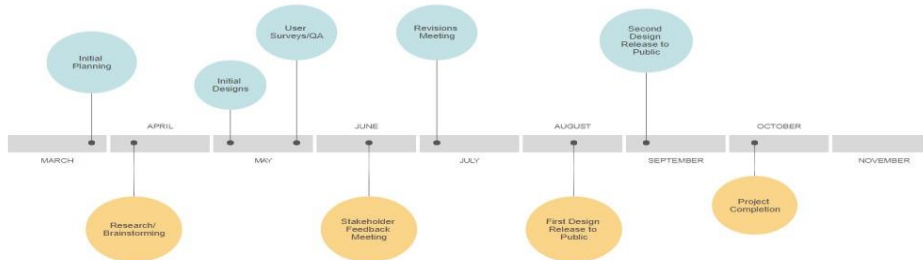 User
Surveys/QA
Revisions
Meeting
Second
Design
Release to
Public
Initial
Planning
Initial
Designs
APRIL
JUNE
AUGUST
OCTOBER
MARCH
MAY
JULY
SEPTEMBER
NOVEMBER
Research/
Brainstorming
Stakeholder
Feedback
Meeting
First Design
Release to
Public
Project
Completion